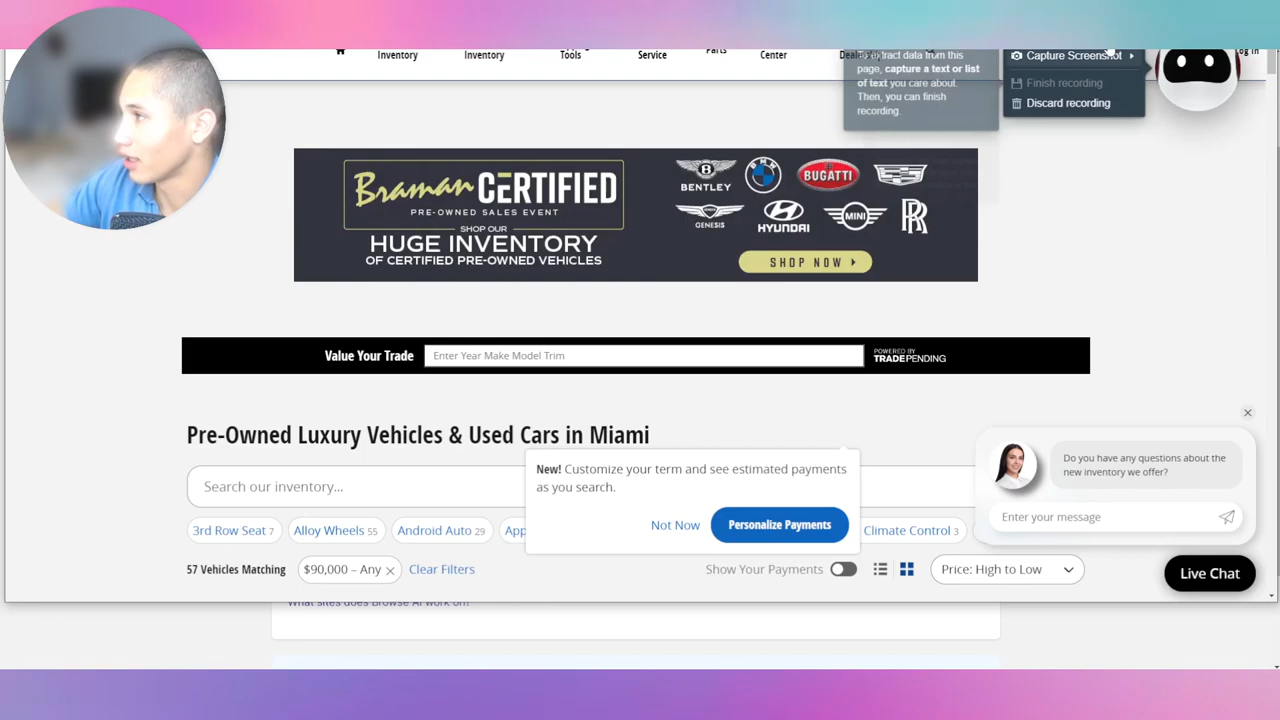 Inventory
Inventory
Tools
Service
Parts
Center
Log In
To extract data from this
page, capture a text or list
of text you care about.
Then, you can finish
recording.
Capture Screenshot
Finish recording
Discard recording
Braman CERTIFIED
PRE-OWNED SALES EVENT
SHOP OUR
HUGE INVENTORY
OF CERTIFIED PRE-OWNED VEHICLES
BENTLEY
BMW
BUGATTI
GENESIS
HYUNDAI
MINI
SHOP NOW
Value Your Trade
Enter Year Make Model Trim
POWERED BY
TRADEPENDING
Pre-Owned Luxury Vehicles & Used Cars in Miami
Search our inventory...
New! Customize your term and see estimated payments
as you search.
Not Now
Personalize Payments
3rd Row Seat 7
Alloy Wheels 55
Android Auto 29
Climate Control 3
57 Vehicles Matching
$90,000 – Any
Clear Filters
Show Your Payments
Price: High to Low
Do you have any questions about the
new inventory we offer?
Enter your message
Live Chat
What sites does Browse AI work on?